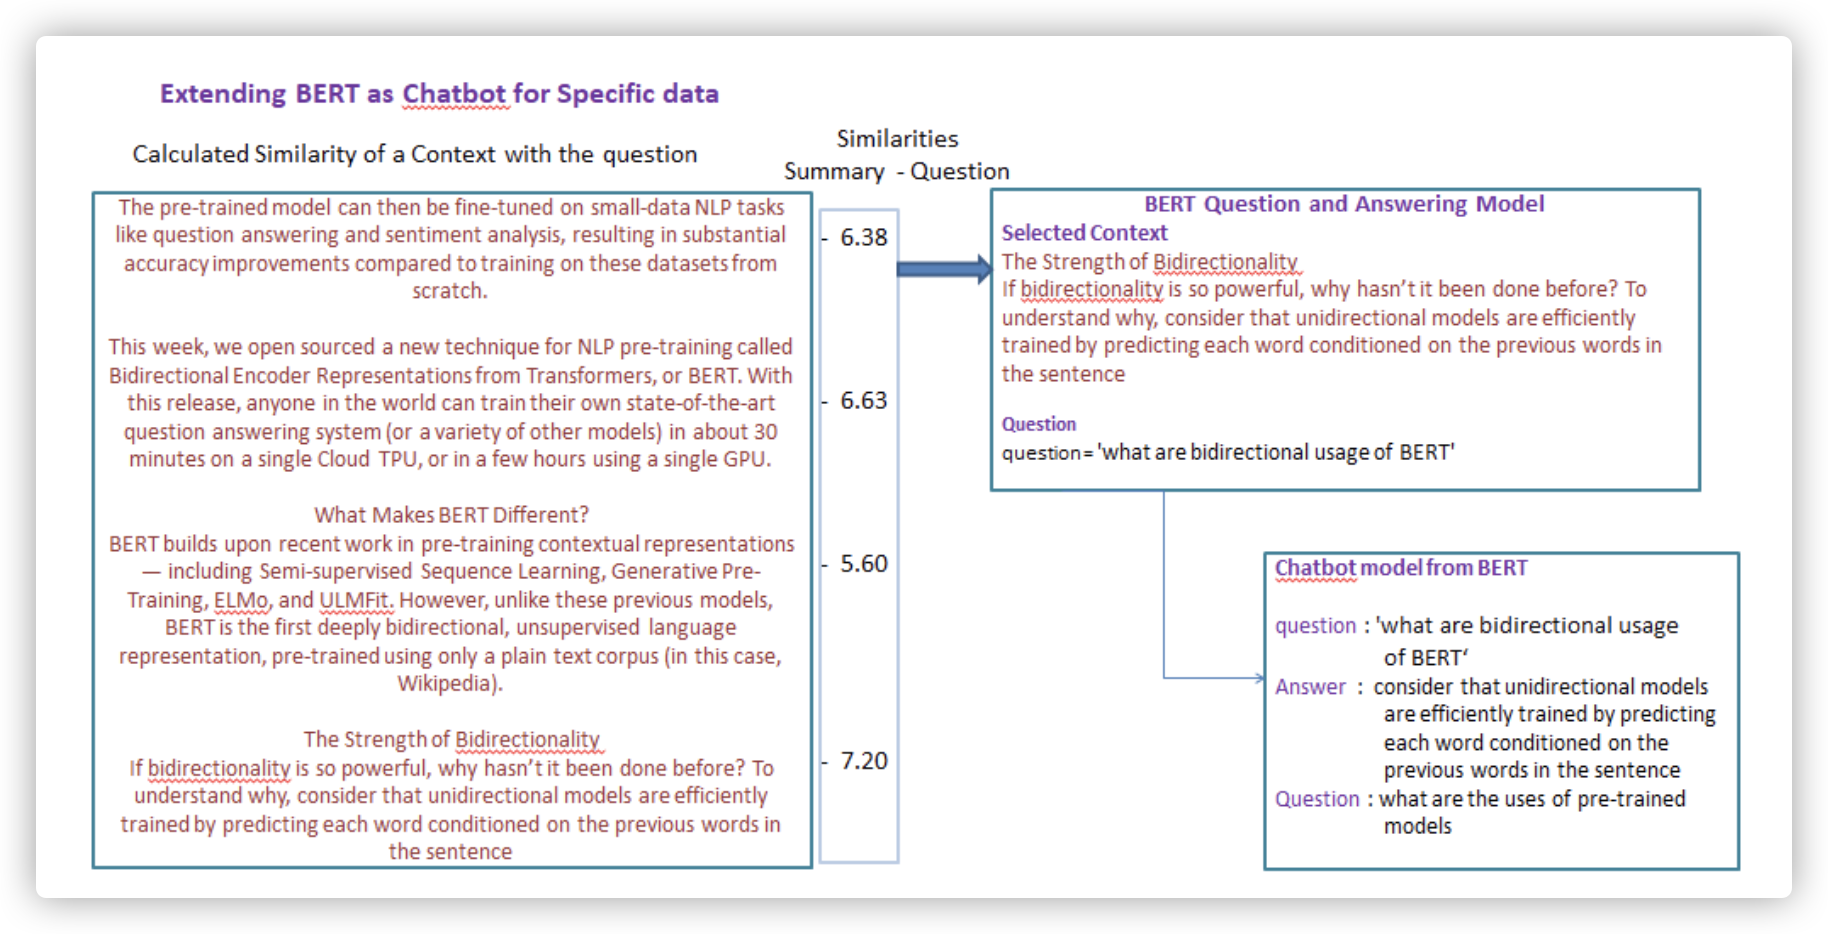 Extending BERT as Chatbot for Specific data
Calculated Similarity of a Context with the question
Similarities
Summary - Question
The pre-trained model can then be fine-tuned on small-data NLP tasks
like question answering and sentiment analysis, resulting in substantial
accuracy improvements compared to training on these datasets from
scratch.
This week, we open sourced a new technique for NLP pre-training called
Bidirectional Encoder Representations from Transformers, or BERT. With
this release, anyone in the world can train their own state-of-the-art
question answering system (or a variety of other models) in about 30
minutes on a single Cloud TPU, or in a few hours using a single GPU.
What Makes BERT Different?
BERT builds upon recent work in pre-training contextual representations
— including Semi-supervised Sequence Learning, Generative Pre-
Training, ELMo, and ULMFit. However, unlike these previous models,
BERT is the first deeply bidirectional, unsupervised language
representation, pre-trained using only a plain text corpus (in this case,
Wikipedia).
The Strength of Bidirectionality
If bidirectionality is so powerful, why hasn't it been done before? To
understand why, consider that unidirectional models are efficiently
trained by predicting each word conditioned on the previous words in
the sentence
- 6.38
- 6.63
- 5.60
- 7.20
BERT Question and Answering Model
Selected Context
The Strength of Bidirectionality
If bidirectionality is so powerful, why hasn't it been done before? To
understand why, consider that unidirectional models are efficiently
trained by predicting each word conditioned on the previous words in
the sentence
Question
question= 'what are bidirectional usage of BERT'
Chatbot model from BERT
question : 'what are bidirectional usage
of BERT‘
Answer : consider that unidirectional models
are efficiently trained by predicting
each word conditioned on the
previous words in the sentence
Question : what are the uses of pre-trained
models